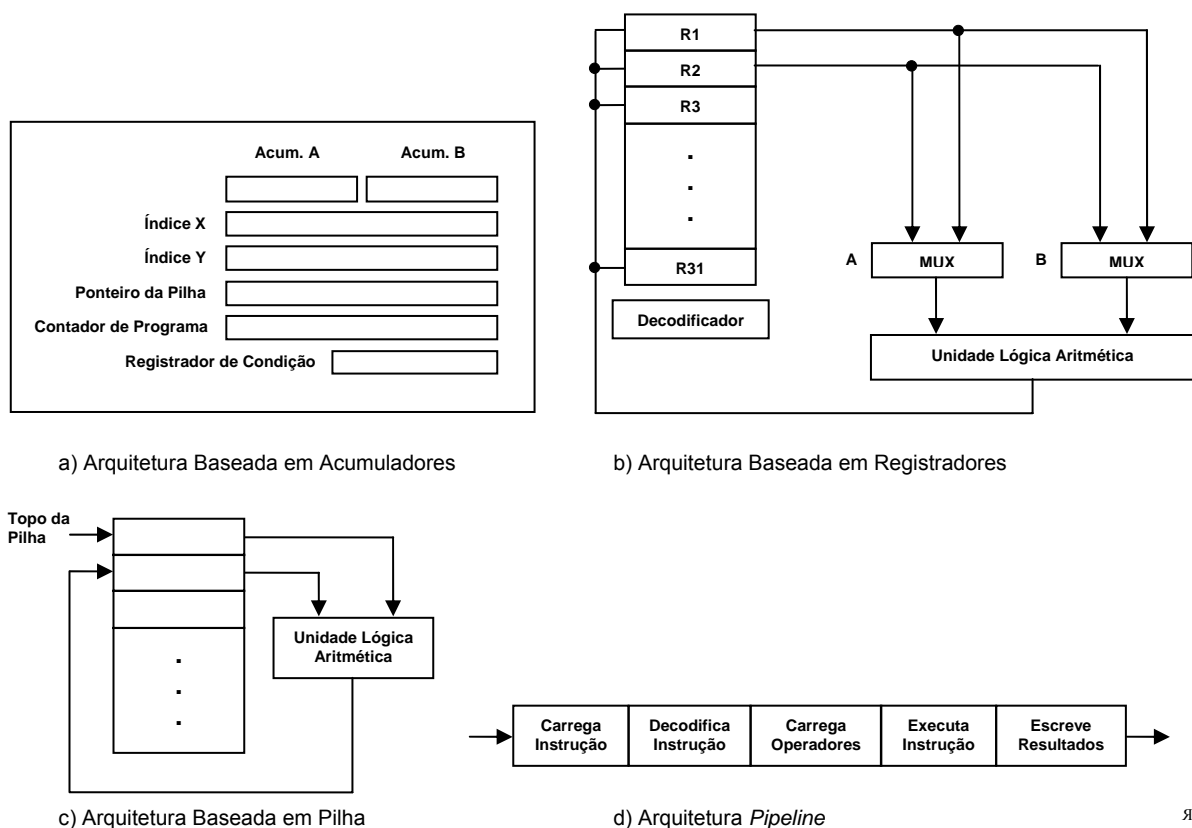 Acum. A
Acum. B
Índice X
Índice Y
Ponteiro da Pilha
Contador de Programa
Registrador de Condição
a) Arquitetura Baseada em Acumuladores
R1
R2
R3
.
.
.
R31
Decodificador
A
MUX
B
MUX
Unidade Lógica Aritmética
b) Arquitetura Baseada em Registradores
Topo da
Pilha
.
.
.
Unidade Lógica
Aritmética
c) Arquitetura Baseada em Pilha
Carrega
Instrução
Decodifica
Instrução
Carrega
Operadores
Executa
Instrução
Escreve
Resultados
d) Arquitetura Pipeline
Я